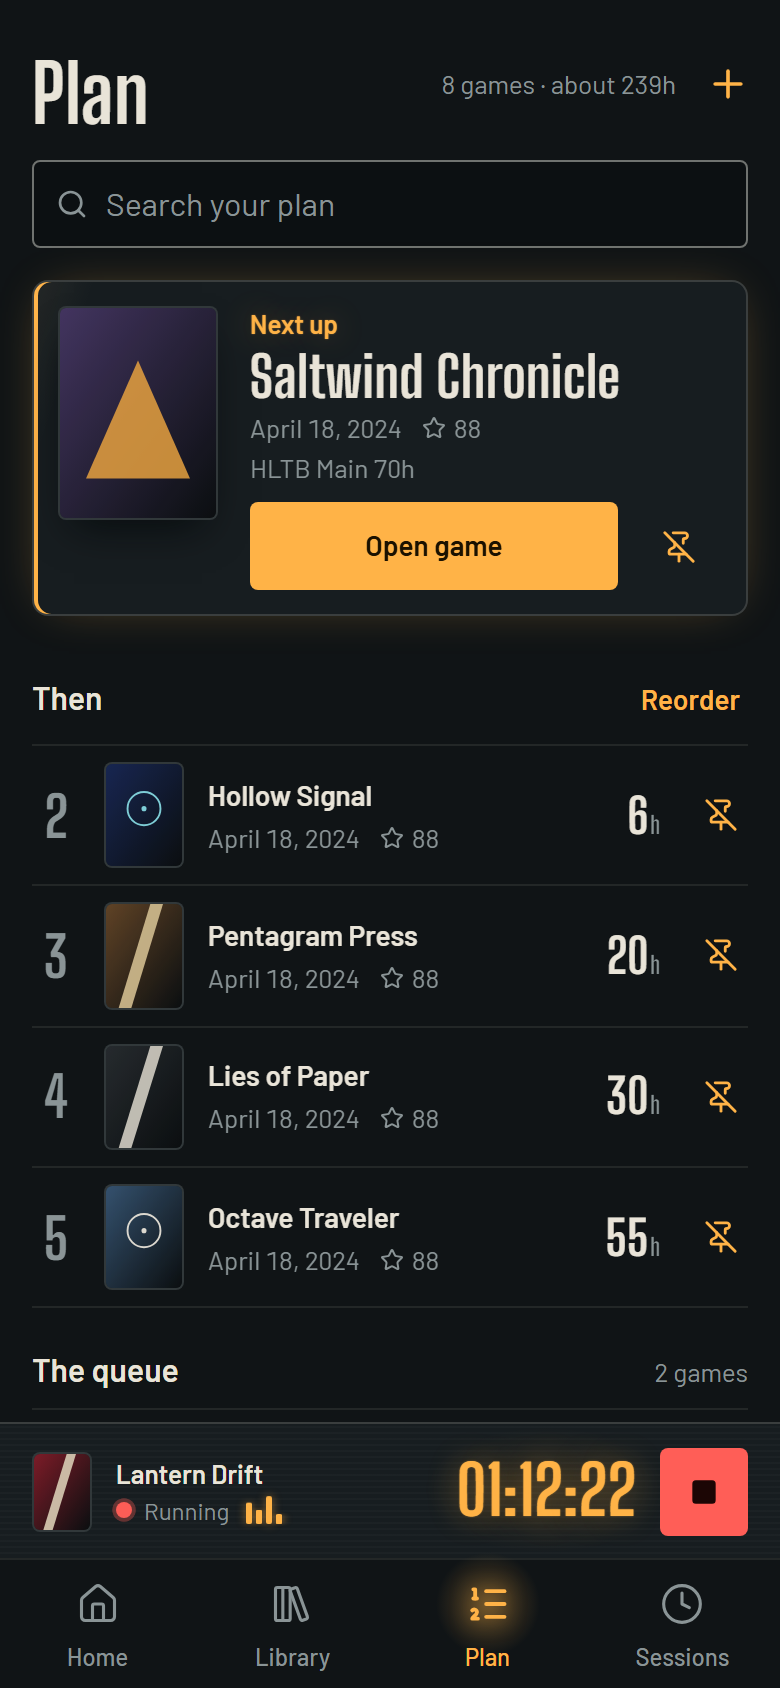 Plan
8 games · about 239h
Search your plan
Next up
Saltwind Chronicle
April 18, 2024 88
HLTB Main 70h
Open game
Then
Reorder
2
Hollow Signal
April 18, 2024 88
6h
3
Pentagram Press
April 18, 2024 88
20h
4
Lies of Paper
April 18, 2024 88
30h
5
Octave Traveler
April 18, 2024 88
55h
The queue
2 games
Lantern Drift
Running
01:12:22
Home
Library
Plan
Sessions